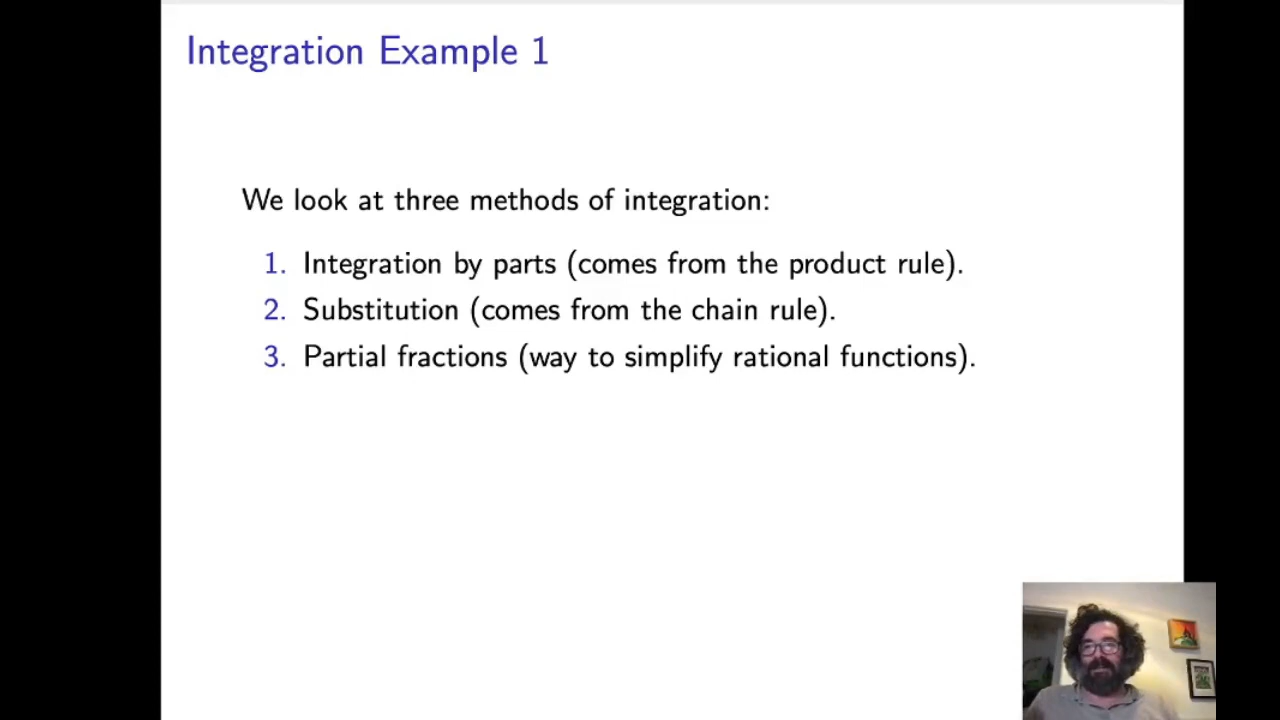 Integration Example 1
We look at three methods of integration:
1. Integration by parts (comes from the product rule).
2. Substitution (comes from the chain rule).
3. Partial fractions (way to simplify rational functions).